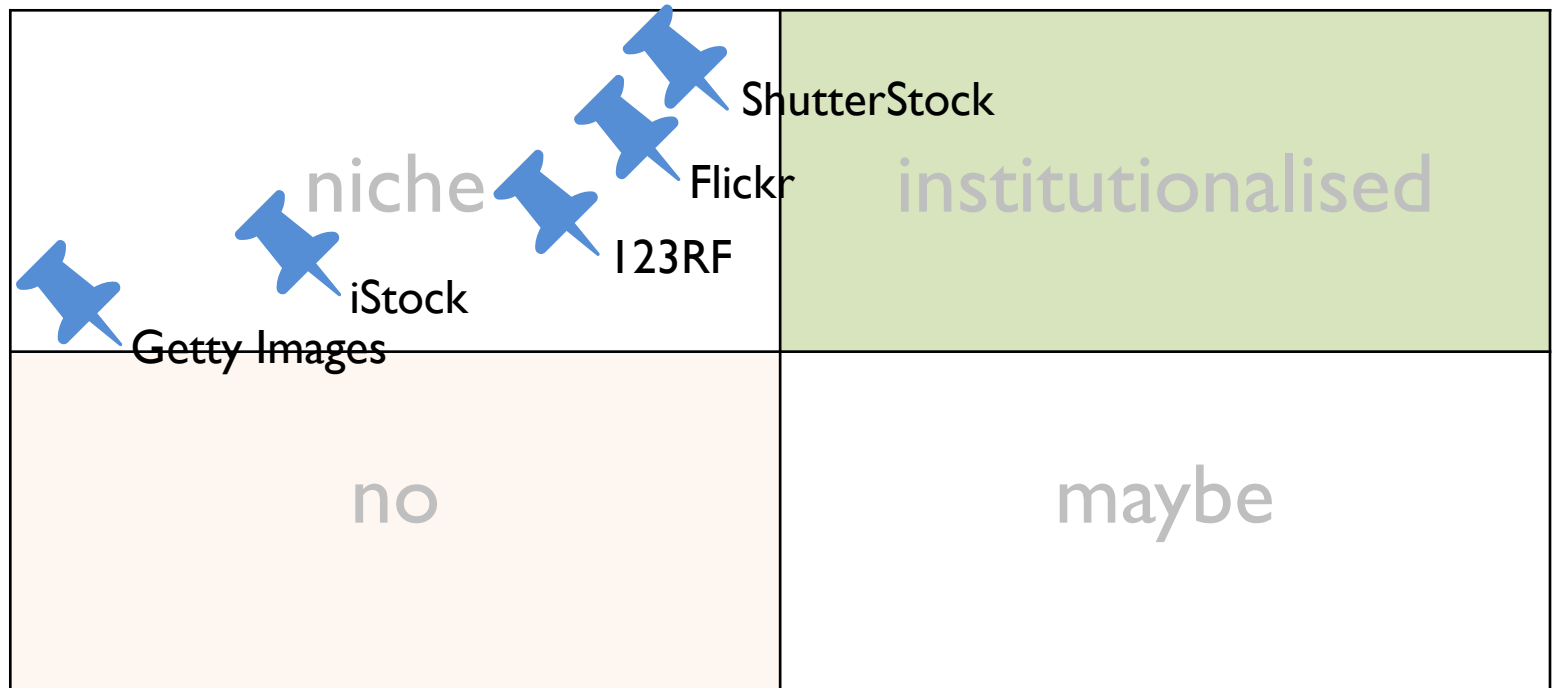 ShutterStock
niche
Flickr
institutionalised
123RF
iStock
Getty Images
no
maybe